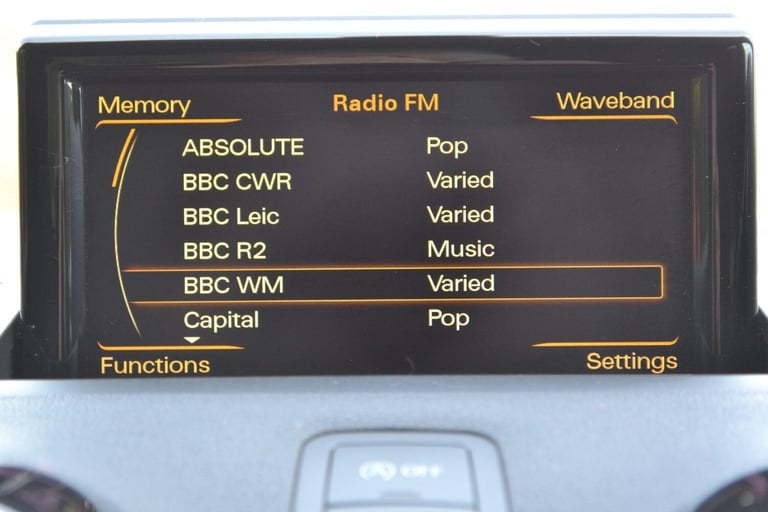 Memory Radio FM Waveband
ABSOLUTE Pop
BBC CWR Varied
BBC Leic Varied
BBC R2 Music
BBC WM Varied
Capital Pop
Functions Settings
OFF